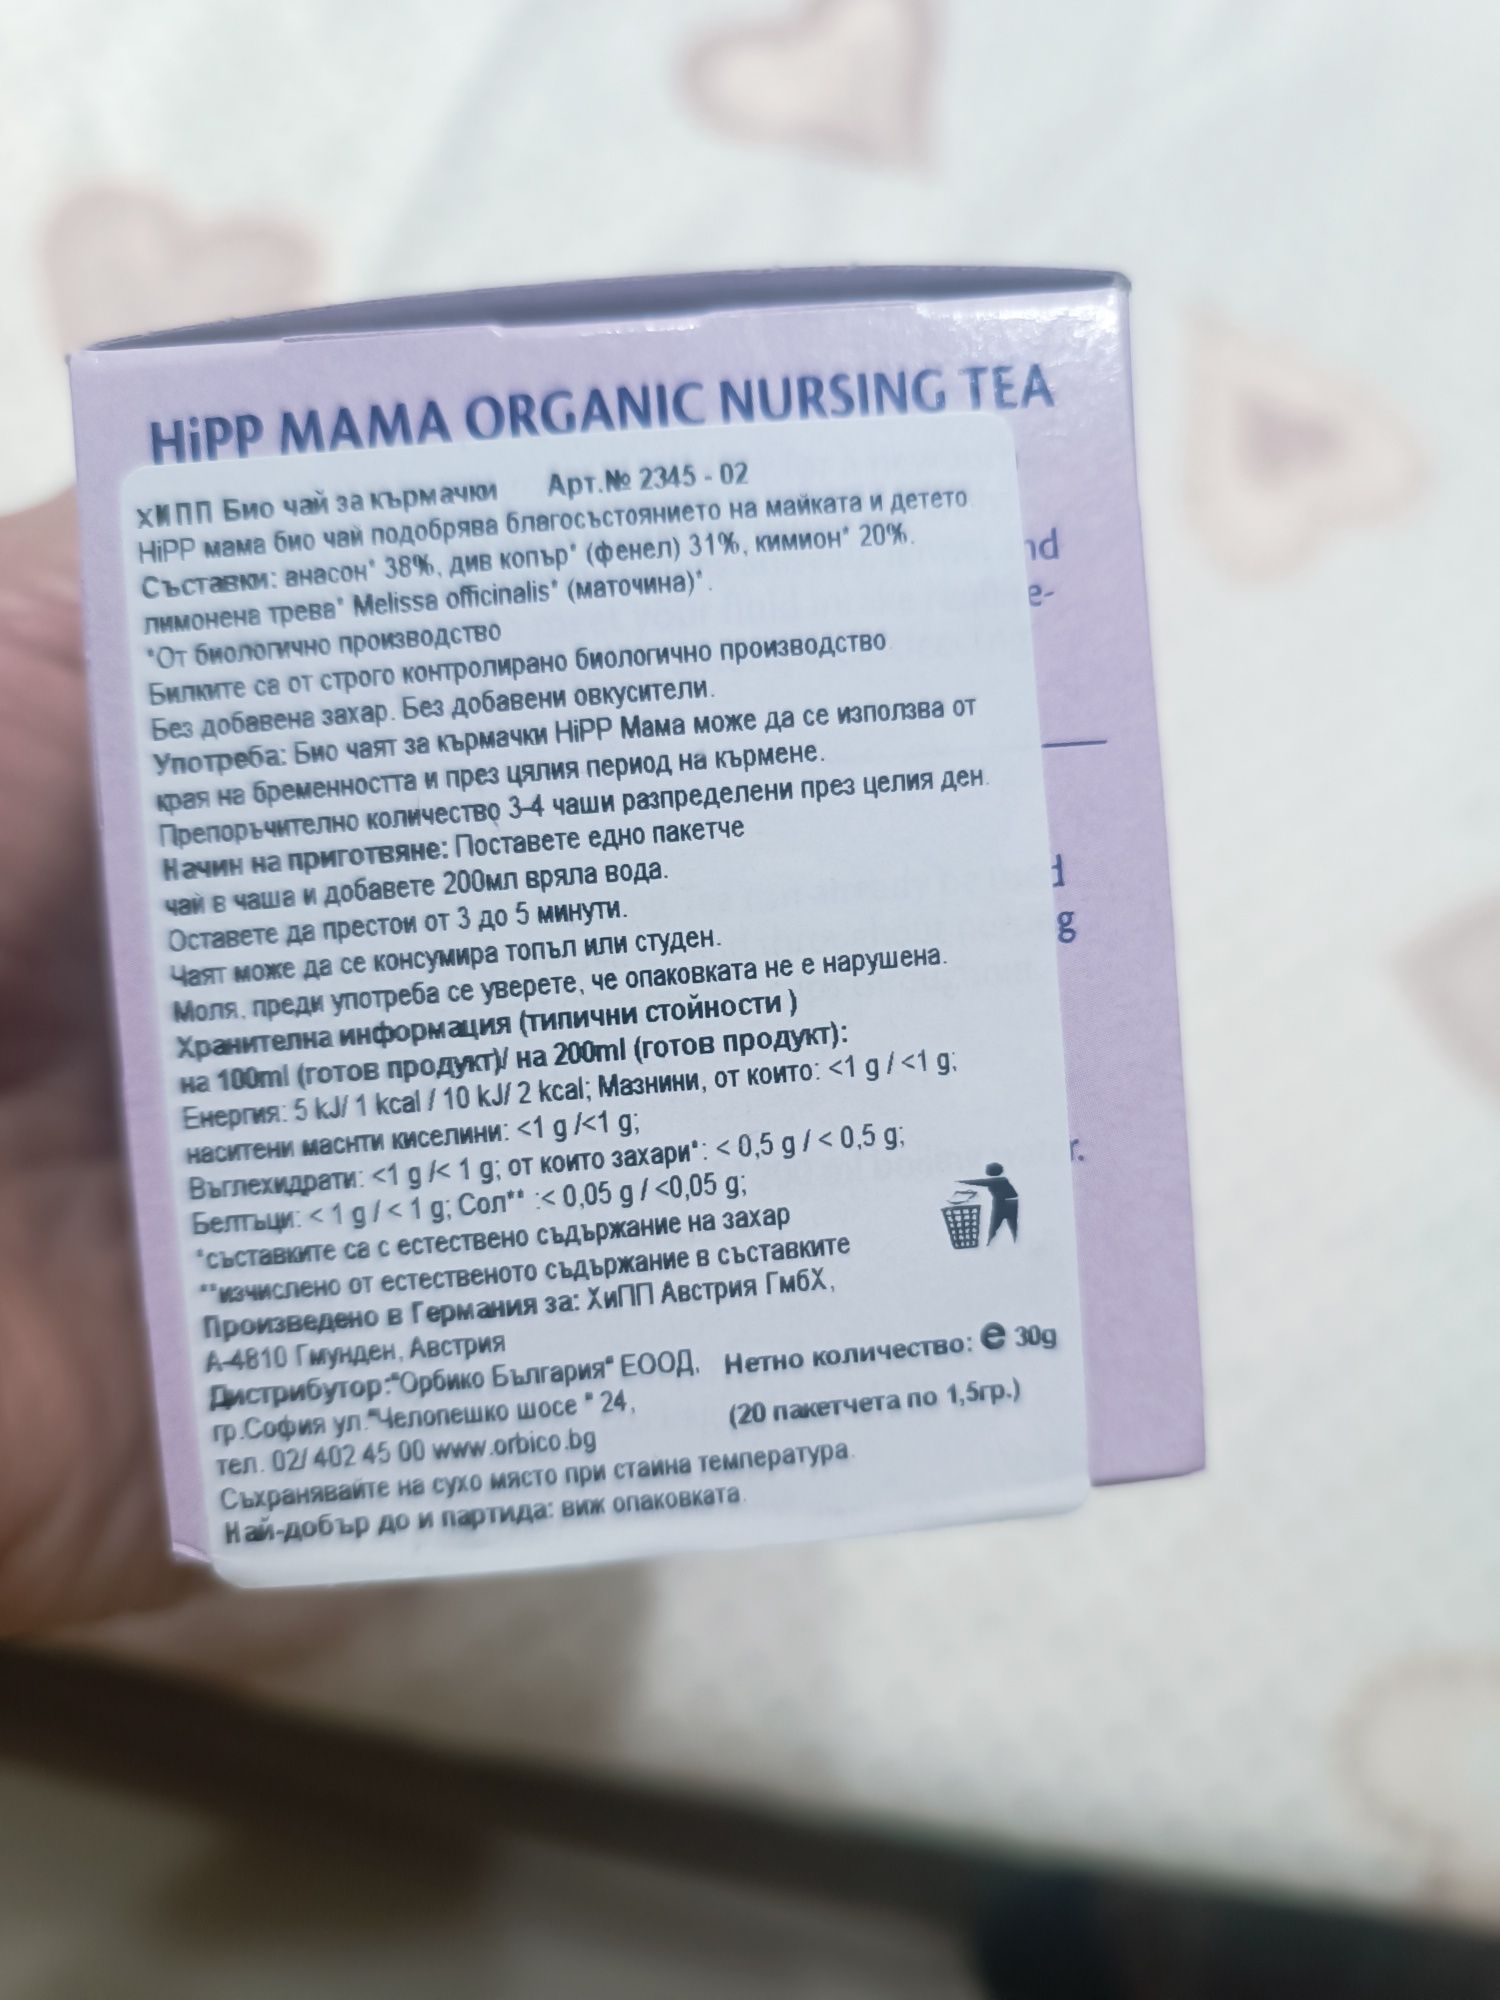 HiPP MAMA ORGANIC NURSING TEA
хИПП Био чай за кърмачки Арт.№ 2345 - 02
HiPP мама био чай подобрява благосъстоянието на майката и детето
Съставки: анасон* 38%, див копър* (фенел) 31%, кимион* 20%.
лимонена трева* Melissa officinalis* (маточина)*.
*От биологично производство
Билките са от строго контролирано биологично производство.
Без добавена захар. Без добавени овкусители.
Употреба: Био чаят за кърмачки HiPP Мама може да се използва от
края на бременността и през цялия период на кърмене.
Препоръчително количество 3-4 чаши разпределени през целия ден.
Начин на приготвяне: Поставете едно пакетче
чай в чаша и добавете 200мл вряла вода.
Оставете да престои от 3 до 5 минути.
Чаят може да се консумира топъл или студен.
Моля, преди употреба се уверете, че опаковката не е нарушена.
Хранителна информация (типични стойности )
на 100ml (готов продукт)/ на 200ml (готов продукт):
Енергия: 5 kJ/ 1 kcal / 10 kJ/ 2 kcal; Мазнини, от които: <1 g / <1 g;
наситени маснти киселини: <1 g /<1 g;
Въглехидрати: <1 g /< 1 g; от които захари*: < 0,5 g / < 0,5 g;
Белтъци: < 1 g / < 1 g; Сол** :< 0,05 g / <0,05 g;
*съставките са с естествено съдържание на захар
**изчислено от естественото съдържание в съставките
Произведено в Германия за: ХиПП Австрия ГмбХ,
А-4810 Гмунден, Австрия
Дистрибутор:"Орбико България" ЕООД, Нетно количество: e 30g
гр.София ул."Челопешко шосе " 24, (20 пакетчета по 1,5гр.)
тел. 02/ 402 45 00 www.orbico.bg
Съхранявайте на сухо място при стайна температура.
Най-добър до и партида: виж опаковката.